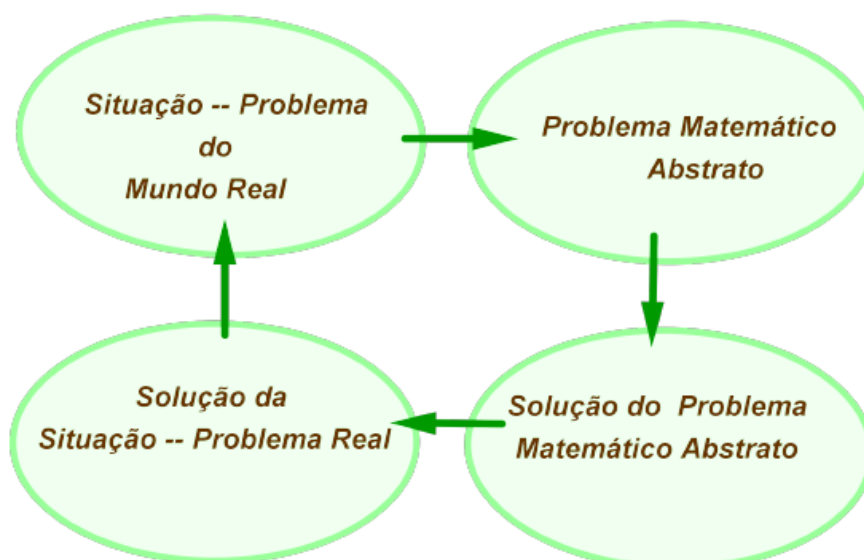 Situação -- Problema
do
Mundo Real
Problema Matemático
Abstrato
Solução da
Situação -- Problema Real
Solução do Problema
Matemático Abstrato